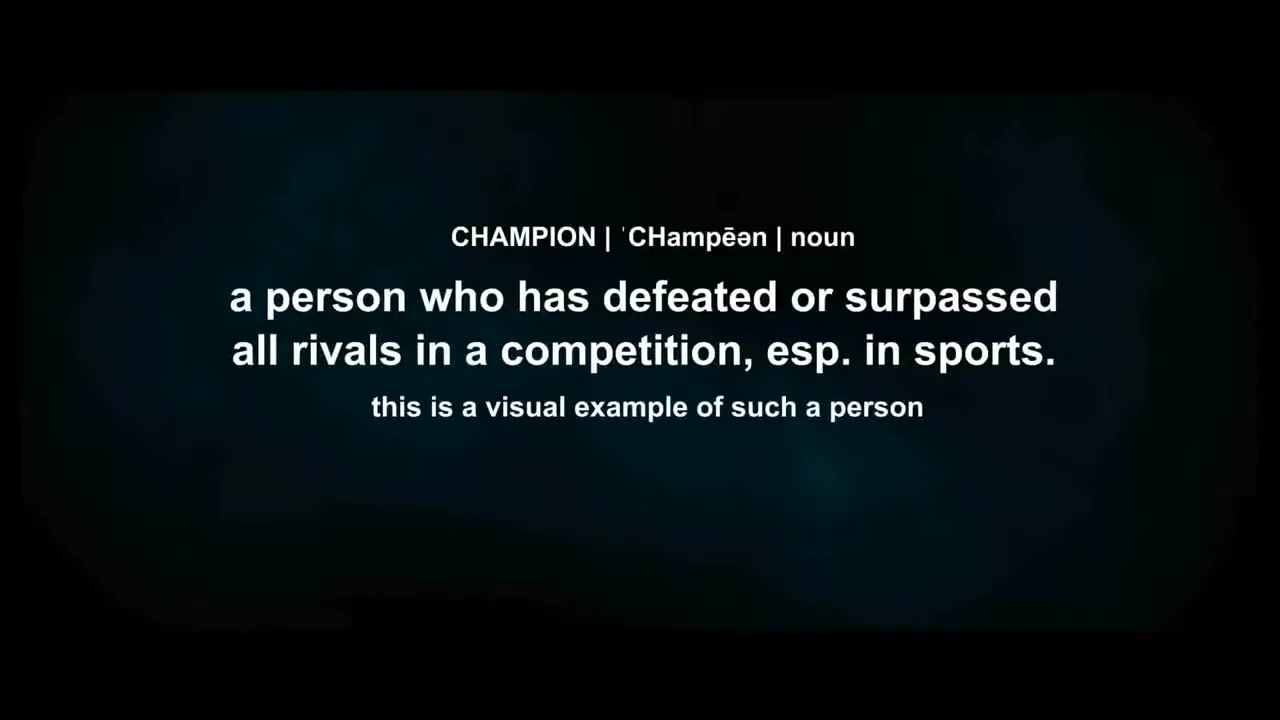 CHAMPION | ˈCHampēən | noun
a person who has defeated or surpassed
all rivals in a competition, esp. in sports.
this is a visual example of such a person